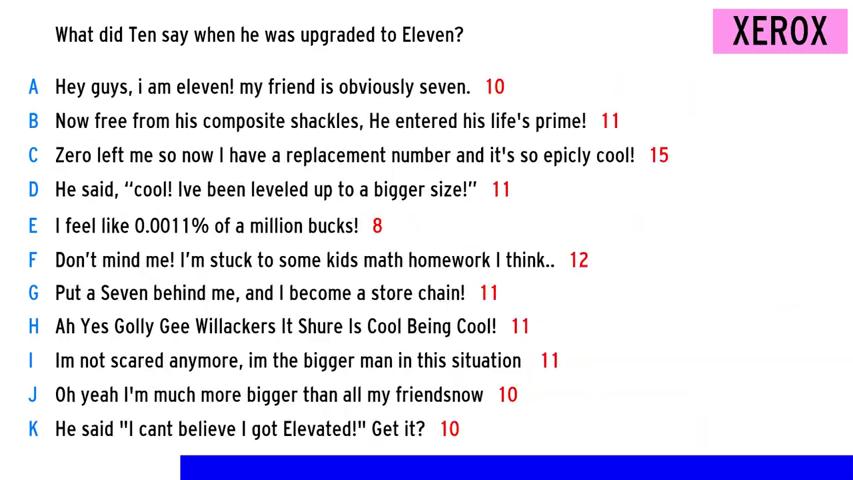 What did Ten say when he was upgraded to Eleven?
XEROX
A Hey guys, i am eleven! my friend is obviously seven. 10
B Now free from his composite shackles, He entered his life's prime! 11
C Zero left me so now I have a replacement number and it's so epicly cool! 15
D He said, “cool! Ive been leveled up to a bigger size!” 11
E I feel like 0.0011% of a million bucks! 8
F Don’t mind me! I’m stuck to some kids math homework I think.. 12
G Put a Seven behind me, and I become a store chain! 11
H Ah Yes Golly Gee Willackers It Shure Is Cool Being Cool! 11
I Im not scared anymore, im the bigger man in this situation 11
J Oh yeah I'm much more bigger than all my friendsnow 10
K He said "I cant believe I got Elevated!" Get it? 10